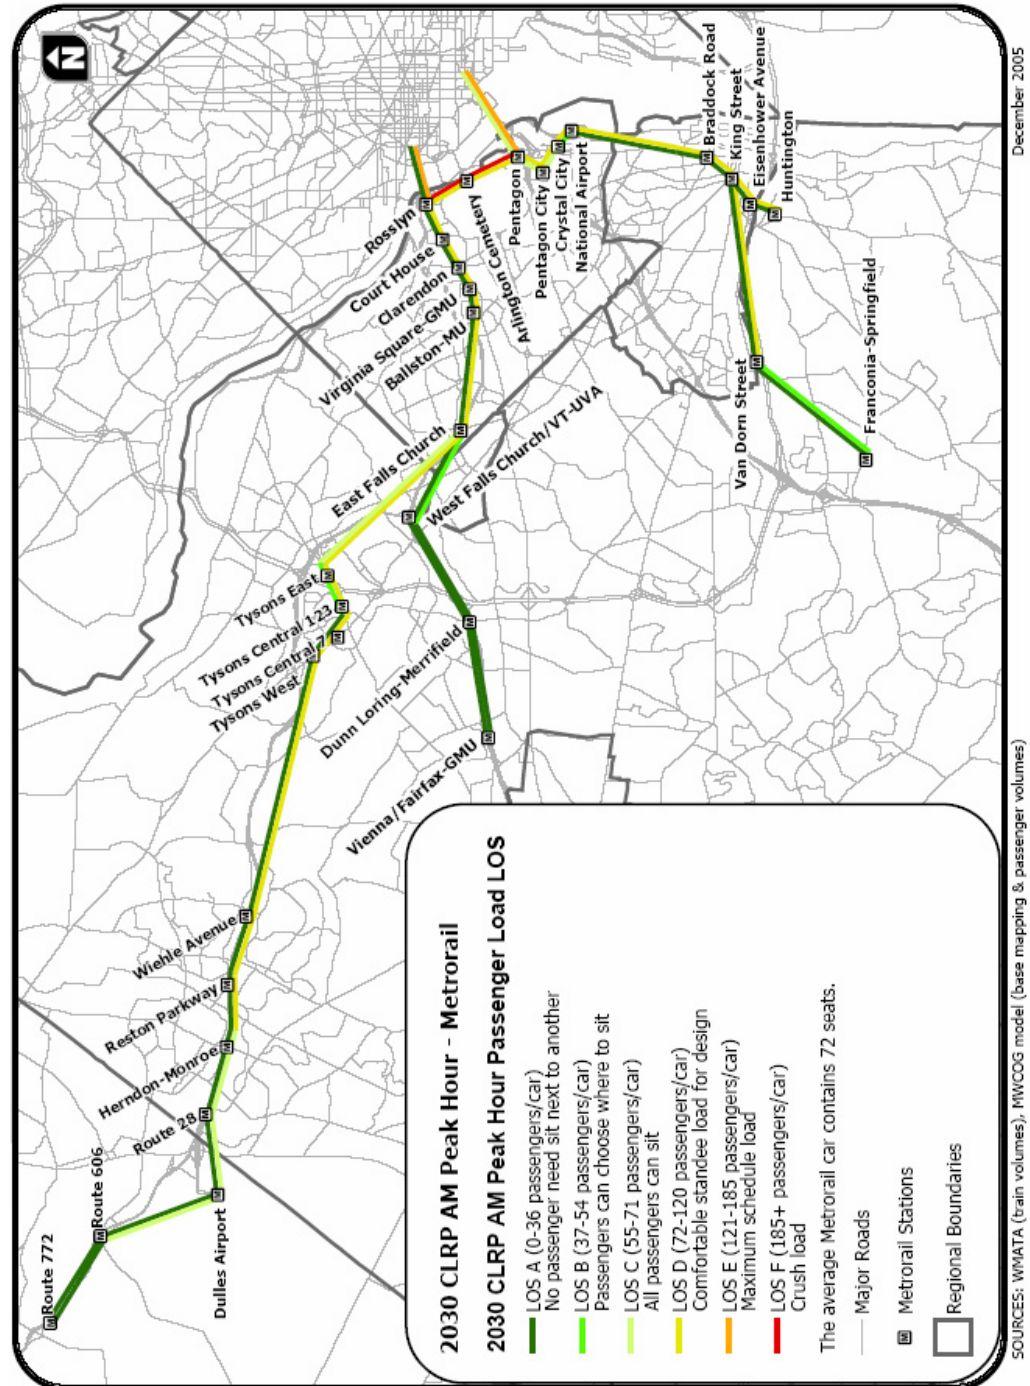 N
Route 772
Route 606
Dulles Airport
Route 28
Herndon-Monroe
Reston Parkway
Wiehle Avenue
Tysons West
Tysons Central 7
Tysons Central 123
Tysons East
Vienna/Fairfax-GMU
Dunn Loring-Merrifield
West Falls Church/VT-UVA
East Falls Church
Ballston-MU
Virginia Square-GMU
Clarendon
Court House
Rosslyn
Arlington Cemetery
Pentagon
Pentagon City
Crystal City
National Airport
Braddock Road
King Street
Eisenhower Avenue
Huntington
Van Dorn Street
Franconia-Springfield
2030 CLRP AM Peak Hour - Metrorail
2030 CLRP AM Peak Hour Passenger Load LOS
LOS A (0-36 passengers/car)
No passenger need sit next to another
LOS B (37-54 passengers/car)
Passengers can choose where to sit
LOS C (55-71 passengers/car)
All passengers can sit
LOS D (72-120 passengers/car)
Comfortable standee load for design
LOS E (121-185 passengers/car)
Maximum schedule load
LOS F (185+ passengers/car)
Crush load
The average Metrorail car contains 72 seats.
Major Roads
M Metrorail Stations
Regional Boundaries
SOURCES: WMATA (train volumes), MWCOG model (base mapping & passenger volumes)
December 2005